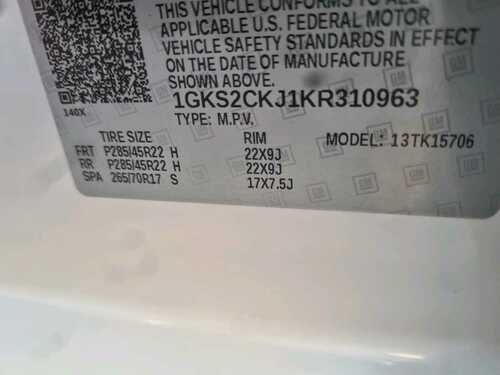 THIS VEHICLE CONFORMS TO ALL
APPLICABLE U.S. FEDERAL MOTOR
VEHICLE SAFETY STANDARDS IN EFFECT
ON THE DATE OF MANUFACTURE
SHOWN ABOVE.
140X
1GKS2CKJ1KR310963
TYPE: M.P.V.
TIRE SIZE RIM MODEL: 13TK15706
FRT P285/45R22 H 22X9J
RR P285/45R22 H 22X9J
SPA 265/70R17 S 17X7.5J
GM